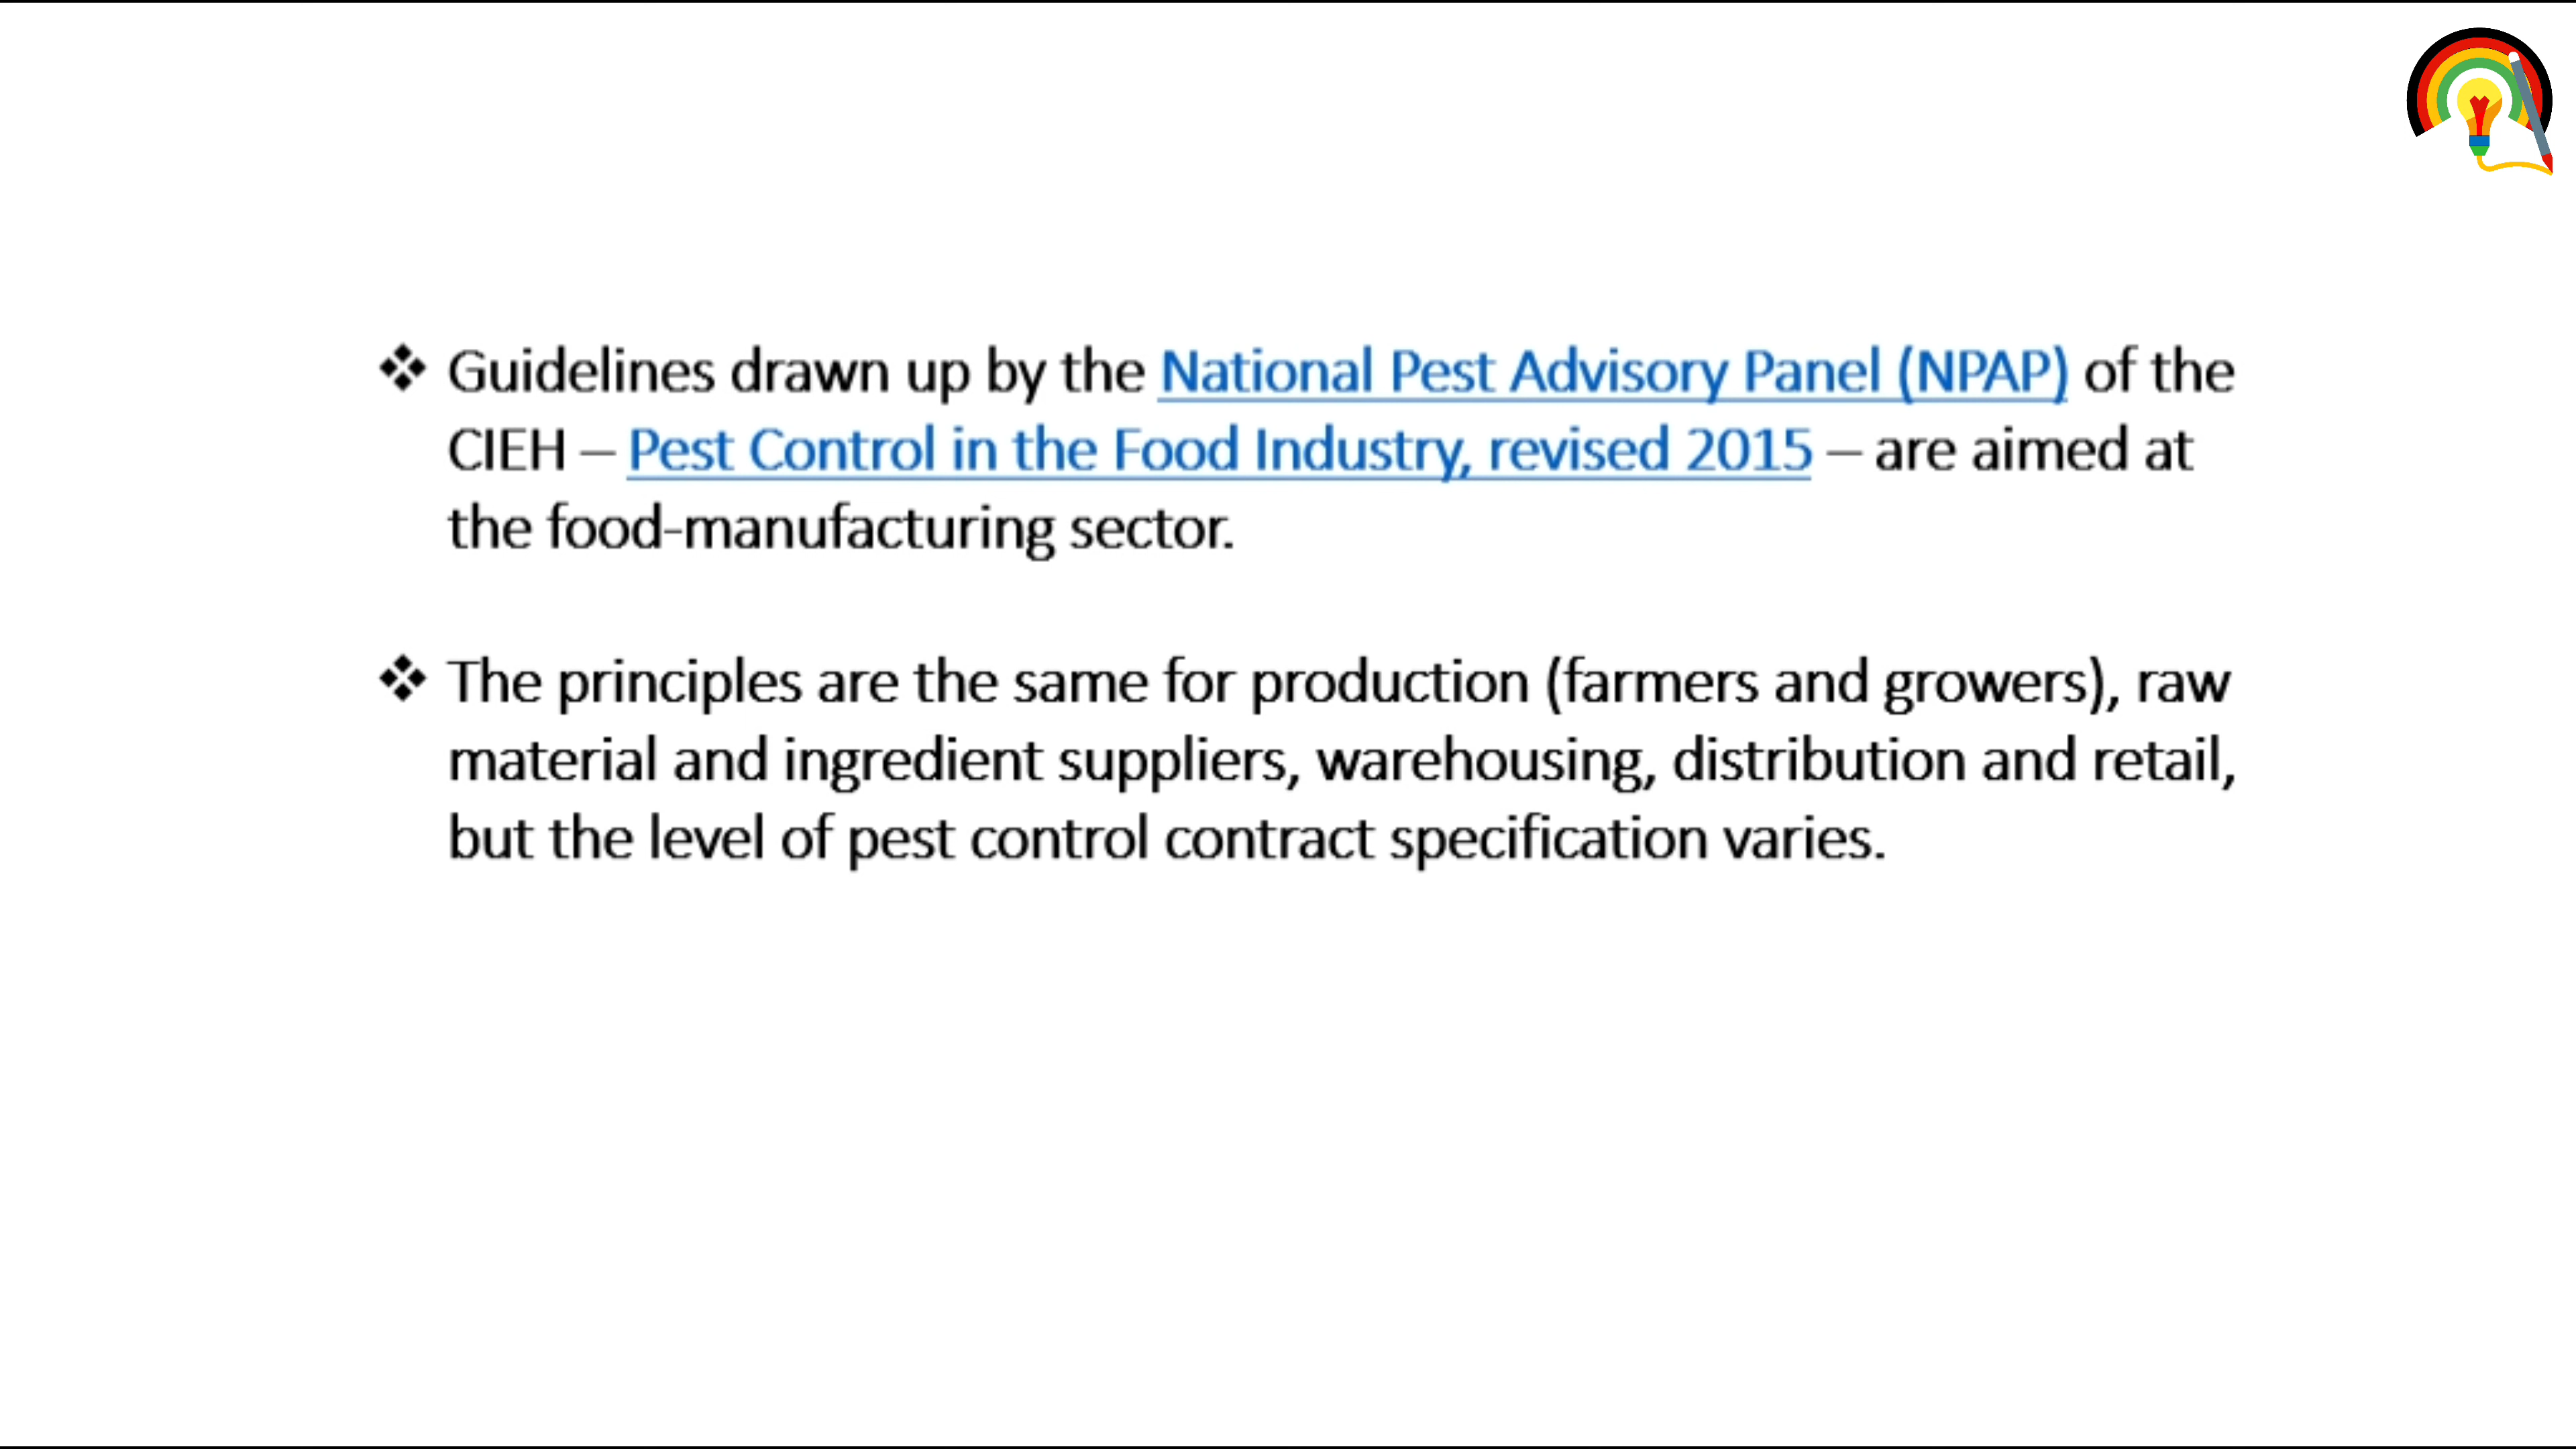 ❖ Guidelines drawn up by the National Pest Advisory Panel (NPAP) of the
CIEH – Pest Control in the Food Industry, revised 2015 – are aimed at
the food-manufacturing sector.
❖ The principles are the same for production (farmers and growers), raw
material and ingredient suppliers, warehousing, distribution and retail,
but the level of pest control contract specification varies.